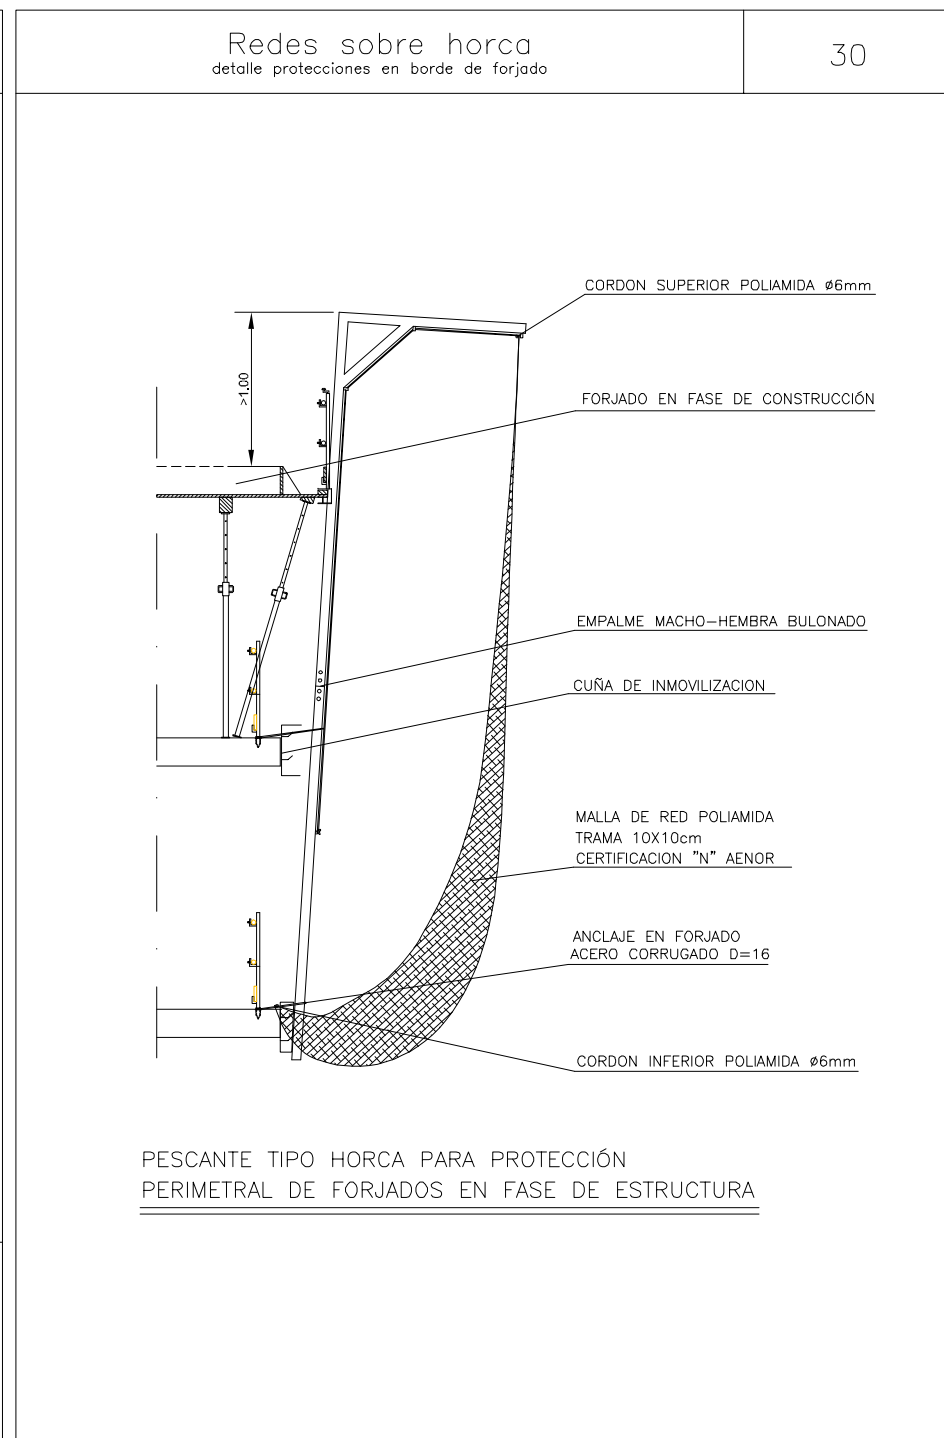 Redes sobre horca
detalle protecciones en borde de forjado
30
CORDON SUPERIOR POLIAMIDA ø6mm
>1.00
FORJADO EN FASE DE CONSTRUCCIÓN
EMPALME MACHO-HEMBRA BULONADO
CUÑA DE INMOVILIZACION
MALLA DE RED POLIAMIDA
TRAMA 10X10cm
CERTIFICACION "N" AENOR
ANCLAJE EN FORJADO
ACERO CORRUGADO D=16
CORDON INFERIOR POLIAMIDA ø6mm
PESCANTE TIPO HORCA PARA PROTECCIÓN
PERIMETRAL DE FORJADOS EN FASE DE ESTRUCTURA